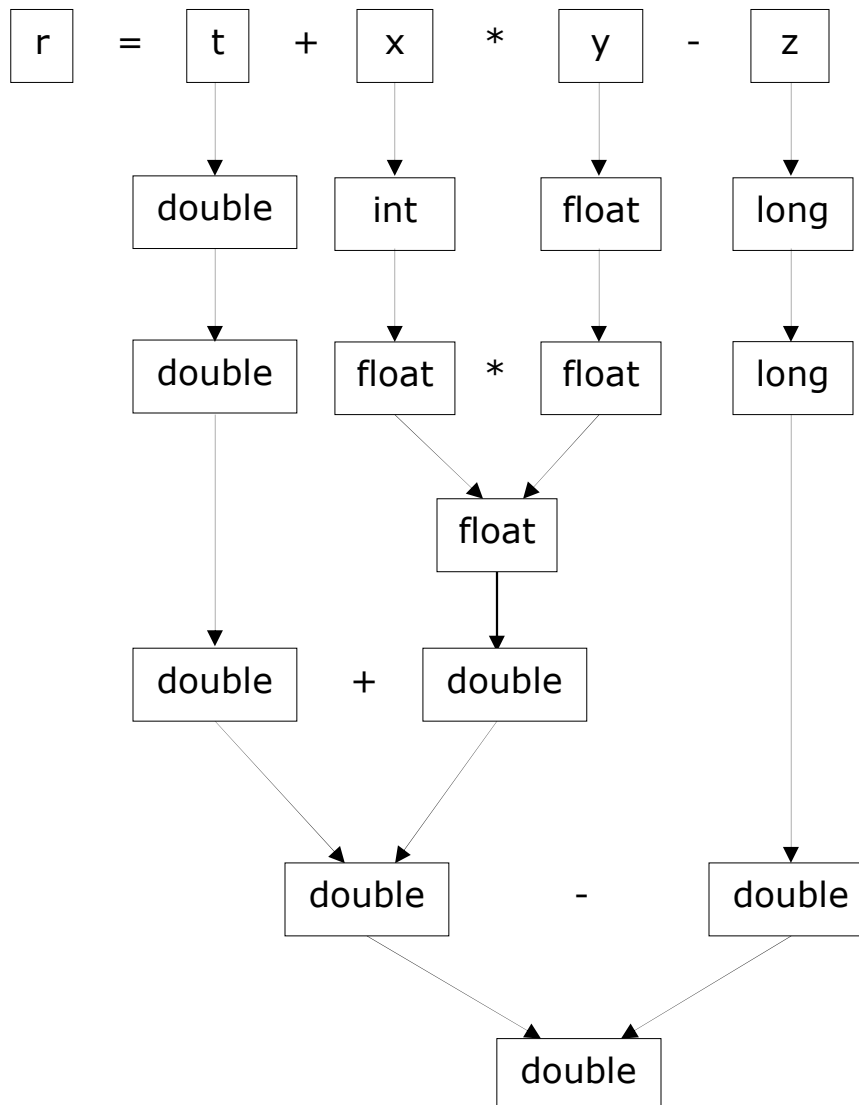 r = t + x * y - z
double int float long
double float * float long
float
double + double
double - double
double